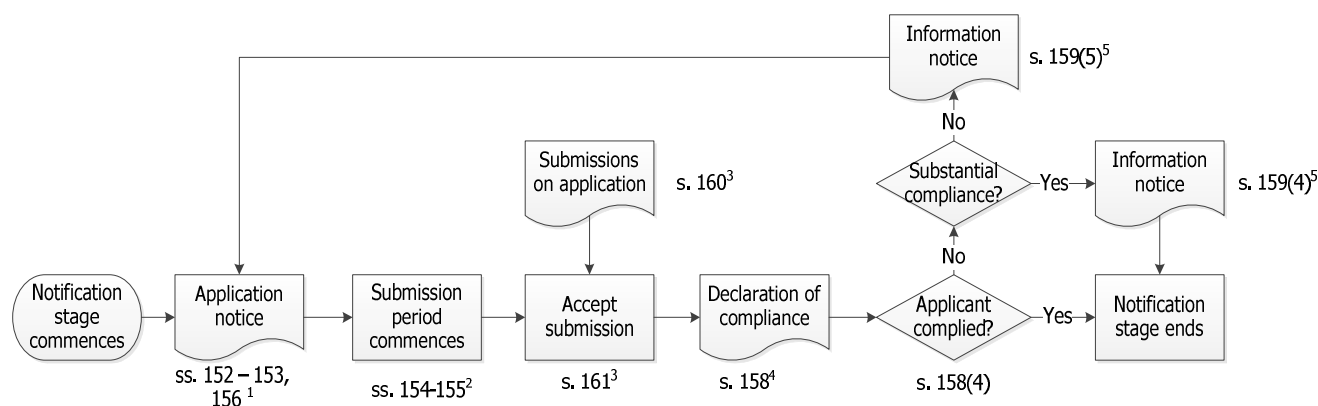 Information
notice
s. 159(5)⁵
No
Submissions
on application
s. 160³
Substantial
compliance?
Yes
Information
notice
s. 159(4)⁵
No
Notification
stage
commences
Application
notice
ss. 152 – 153,
156 ¹
Submission
period
commences
ss. 154-155²
Accept
submission
s. 161³
Declaration of
compliance
s. 158⁴
Applicant
complied?
s. 158(4)
Yes
Notification
stage ends